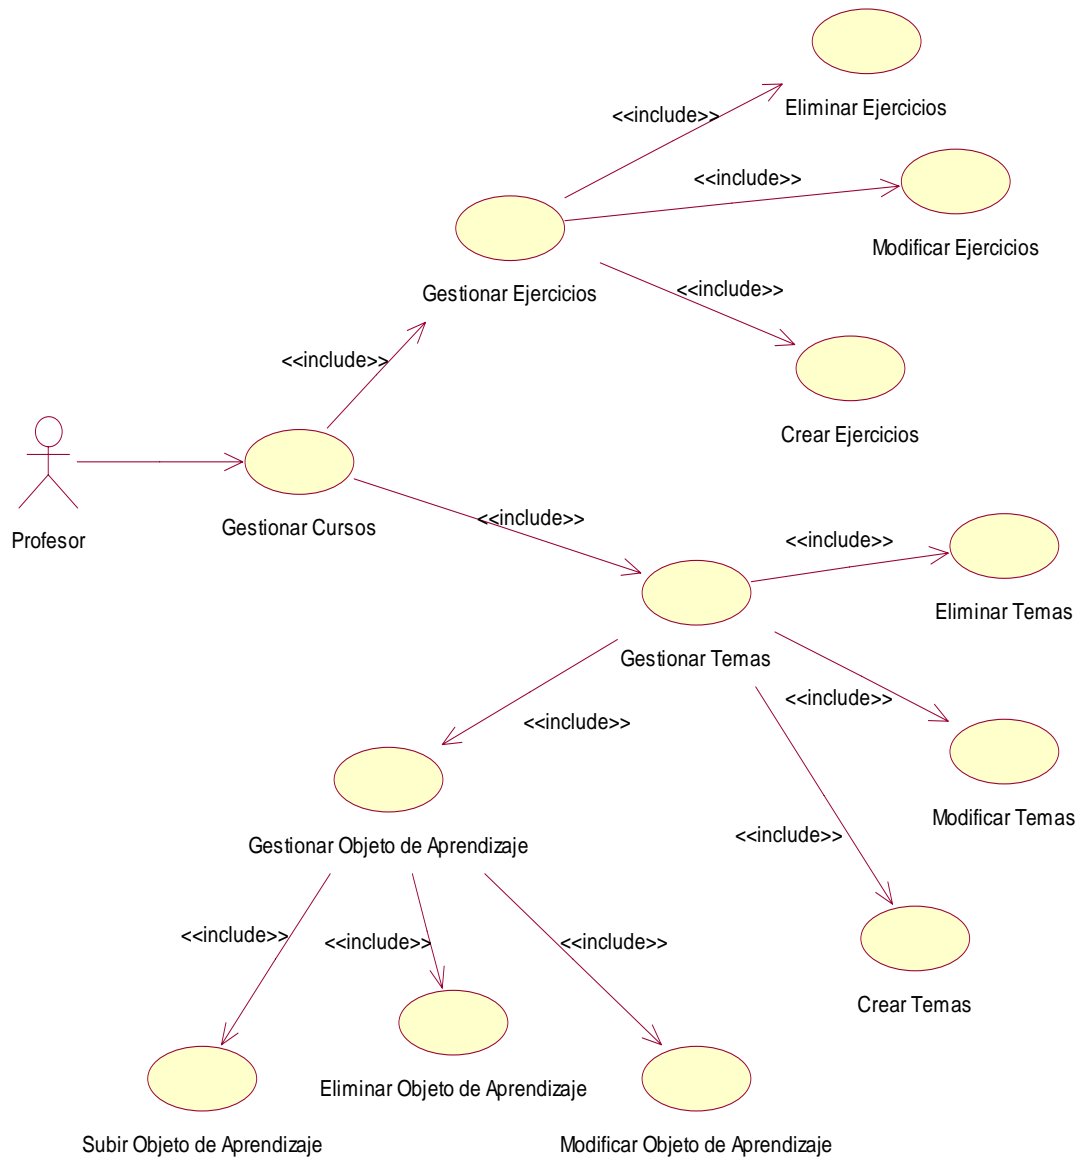 <<include>>
Eliminar Ejercicios
<<include>>
Modificar Ejercicios
Gestionar Ejercicios
<<include>>
<<include>>
Crear Ejercicios
Profesor
Gestionar Cursos
<<include>>
<<include>>
Eliminar Temas
Gestionar Temas
<<include>>
<<include>>
Modificar Temas
<<include>>
Gestionar Objeto de Aprendizaje
<<include>>
<<include>>
<<include>>
Crear Temas
Eliminar Objeto de Aprendizaje
Subir Objeto de Aprendizaje
Modificar Objeto de Aprendizaje